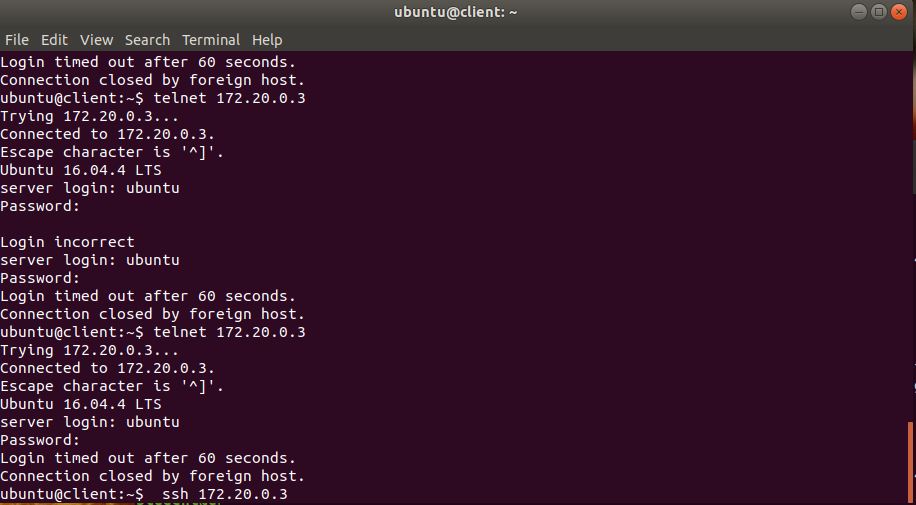 ubuntu@client: ~
File Edit View Search Terminal Help
Login timed out after 60 seconds.
Connection closed by foreign host.
ubuntu@client:~$ telnet 172.20.0.3
Trying 172.20.0.3...
Connected to 172.20.0.3.
Escape character is '^]'.
Ubuntu 16.04.4 LTS
server login: ubuntu
Password:
Login incorrect
server login: ubuntu
Password:
Login timed out after 60 seconds.
Connection closed by foreign host.
ubuntu@client:~$ telnet 172.20.0.3
Trying 172.20.0.3...
Connected to 172.20.0.3.
Escape character is '^]'.
Ubuntu 16.04.4 LTS
server login: ubuntu
Password:
Login timed out after 60 seconds.
Connection closed by foreign host.
ubuntu@client:~$  ssh 172.20.0.3